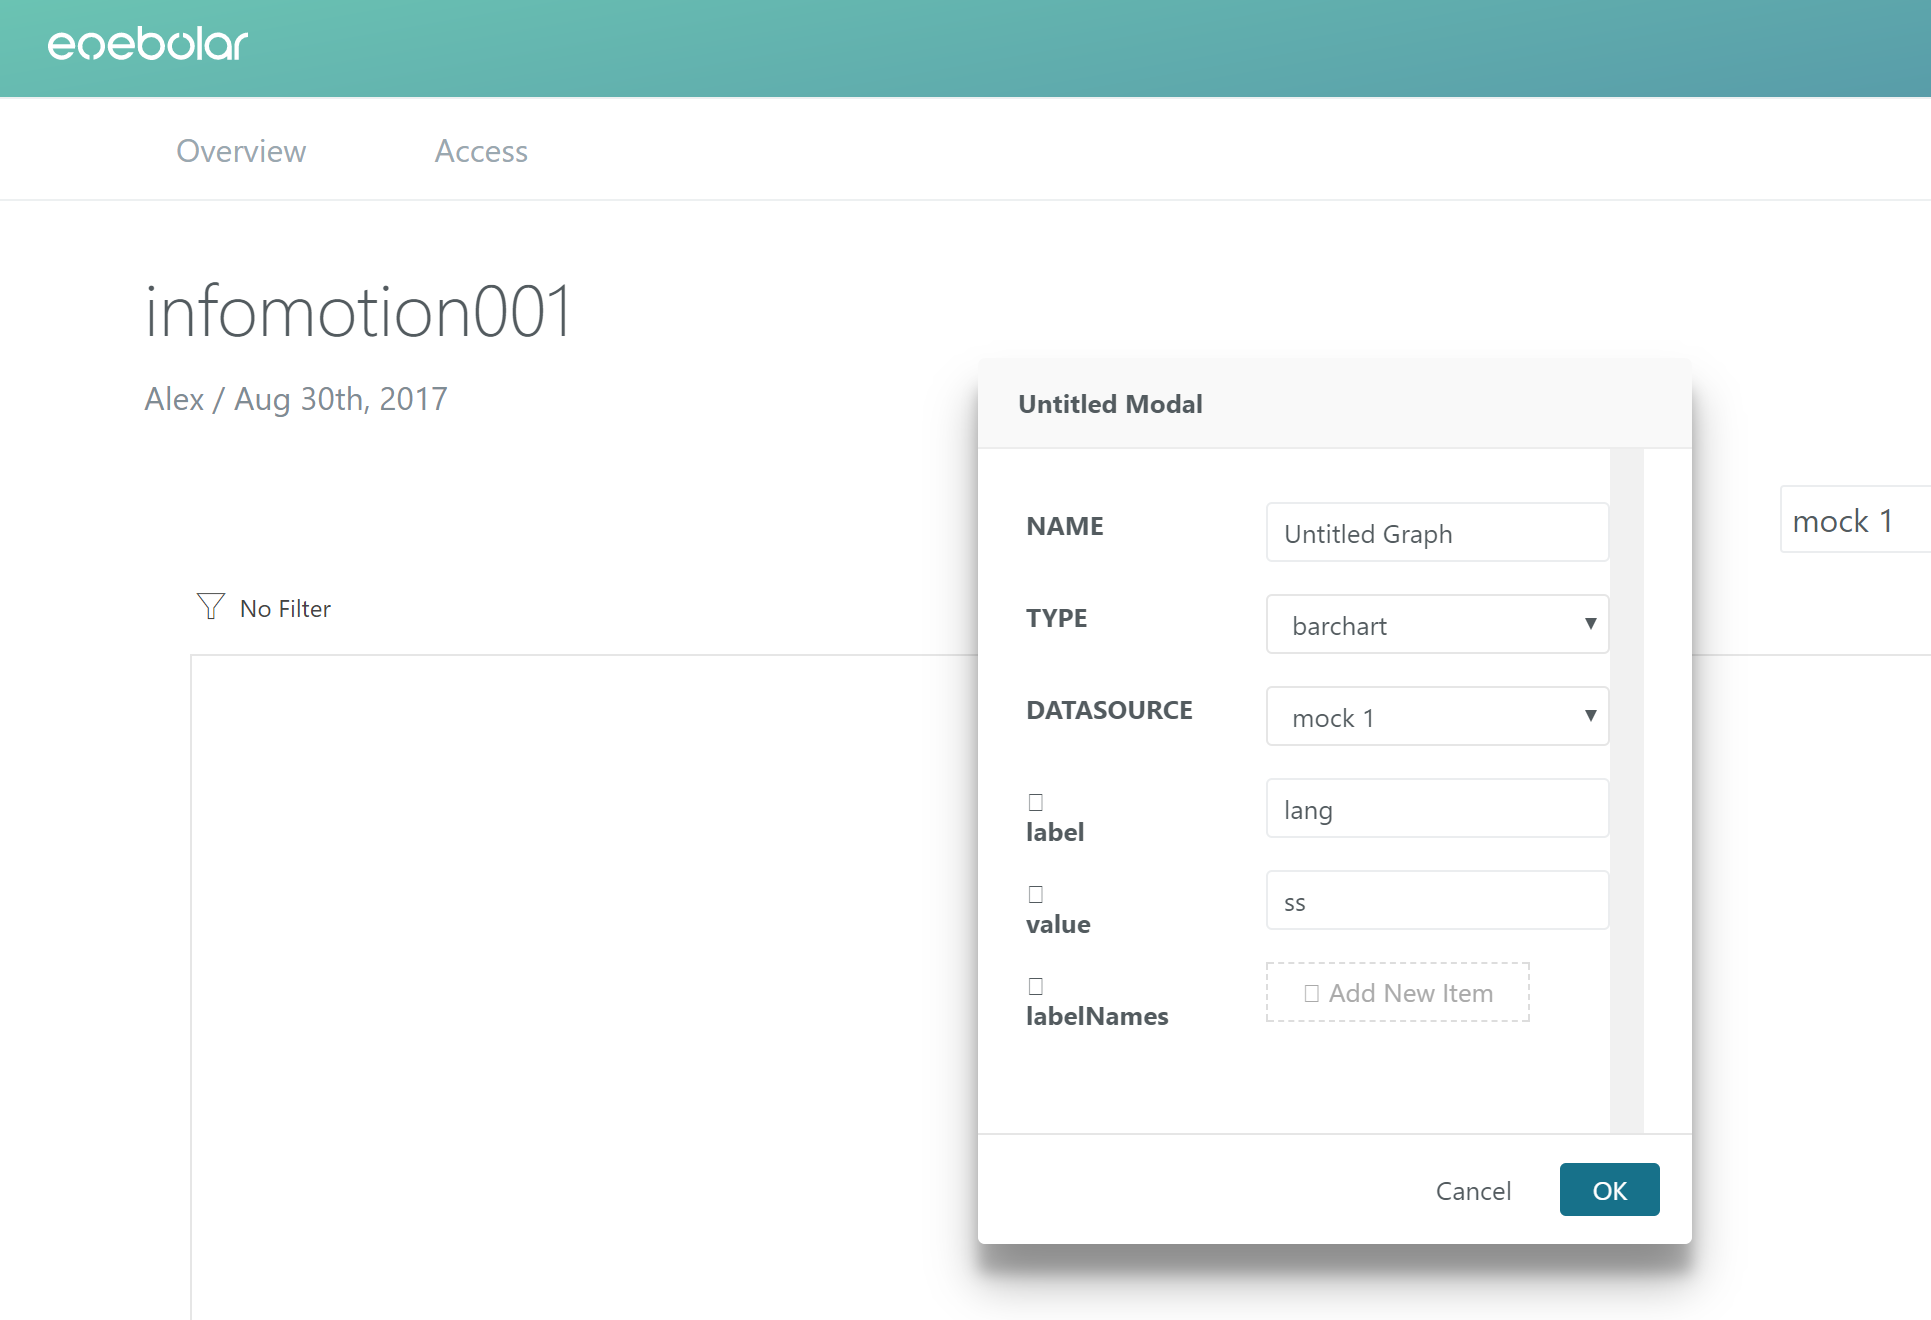 enebolar
Overview Access
infomotion001
Alex / Aug 30th, 2017
mock 1
No Filter
Untitled Modal
NAME Untitled Graph
TYPE barchart
DATASOURCE mock 1
label lang
value ss
labelNames Add New Item
Cancel OK